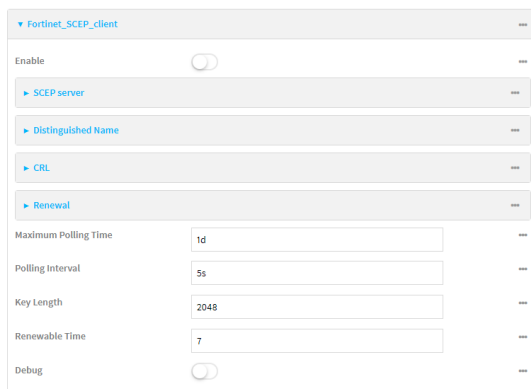 Fortinet_SCEP_client
Enable
SCEP server
Distinguished Name
CRL
Renewal
Maximum Polling Time 1d
Polling Interval 5s
Key Length 2048
Renewable Time 7
Debug